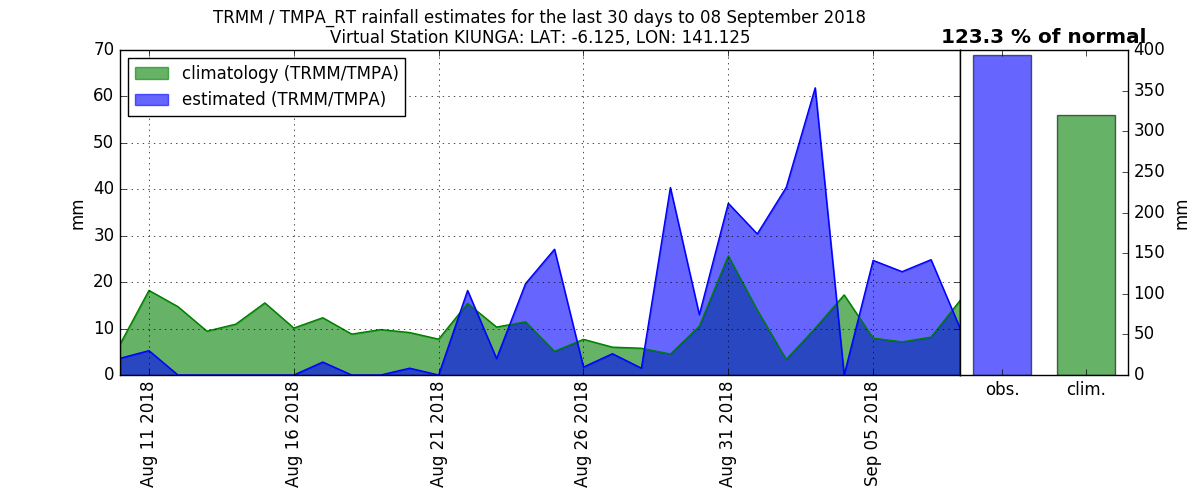 TRMM / TMPA_RT rainfall estimates for the last 30 days to 08 September 2018
Virtual Station KIUNGA: LAT: -6.125, LON: 141.125
123.3 % of normal
climatology (TRMM/TMPA)
estimated (TRMM/TMPA)
mm
70
60
50
40
30
20
10
0
Aug 11 2018
Aug 16 2018
Aug 21 2018
Aug 26 2018
Aug 31 2018
Sep 05 2018
obs.
clim.
400
350
300
250
200
150
100
50
0
mm